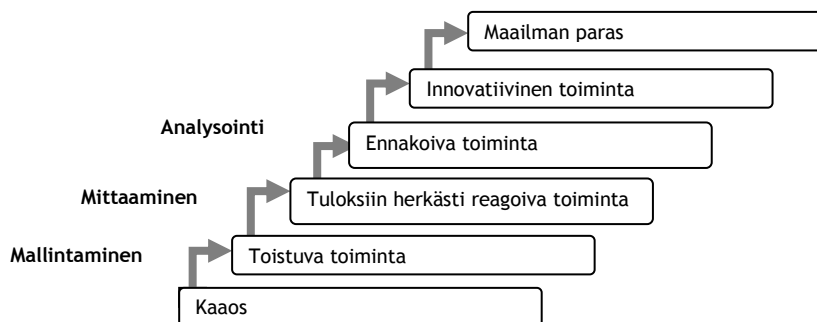 Maailman paras
Innovatiivinen toiminta
Analysointi
Ennakoiva toiminta
Mittaaminen
Tuloksiin herkästi reagoiva toiminta
Mallintaminen
Toistuva toiminta
Kaaos